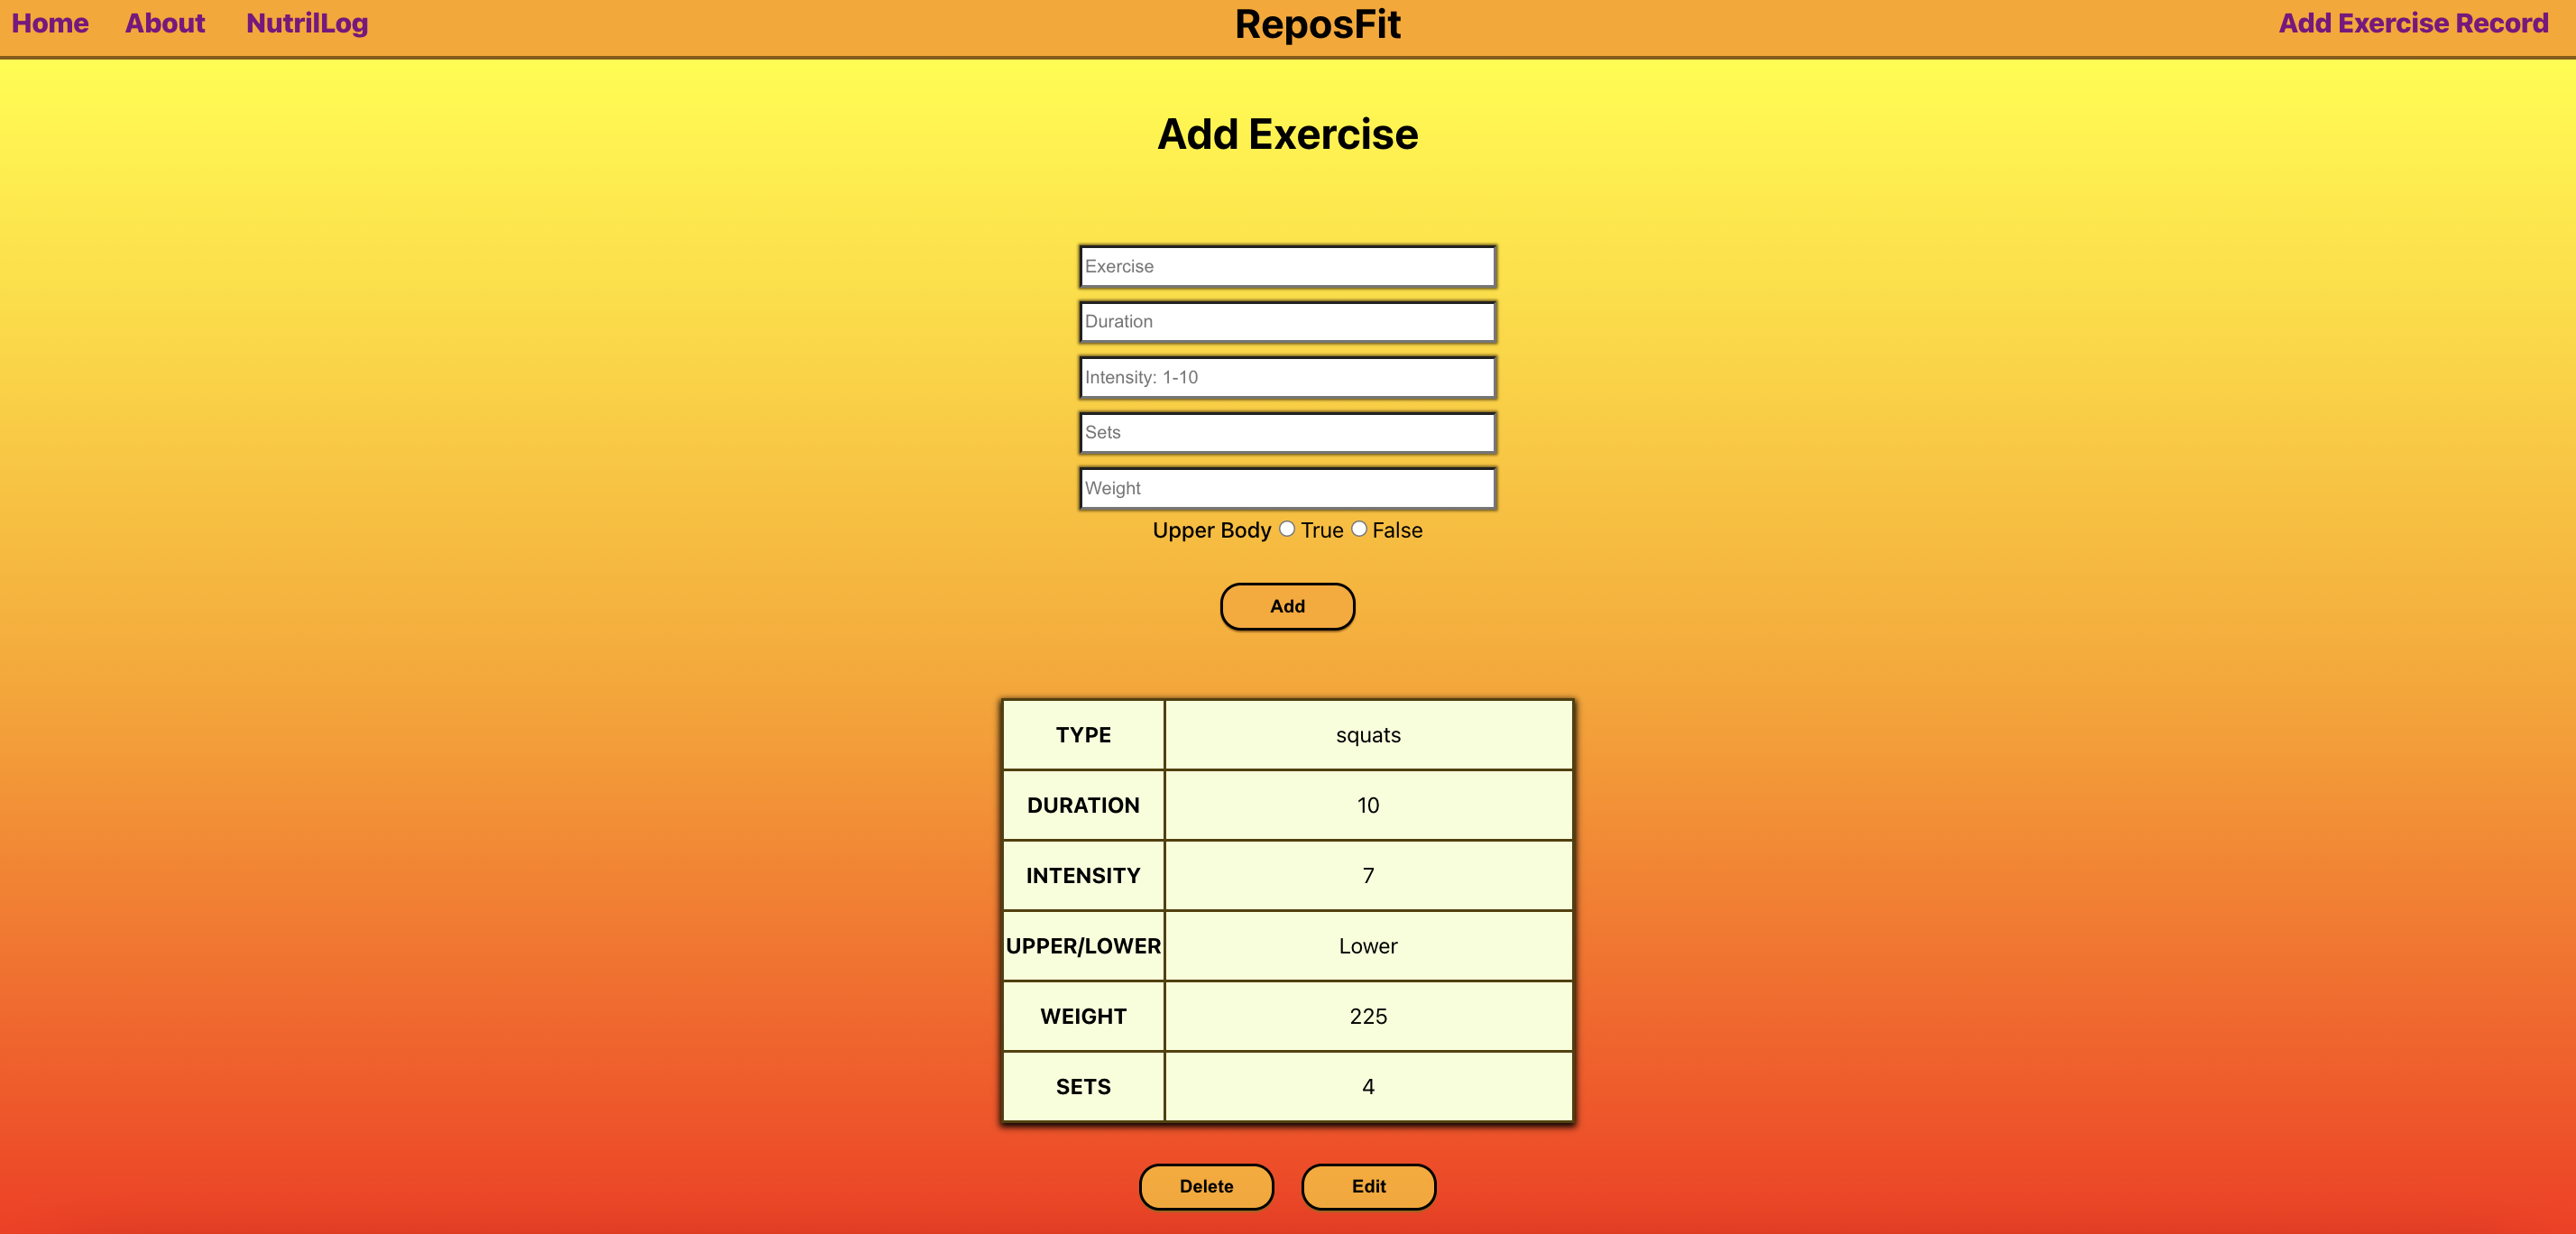 Home About NutrilLog ReposFit Add Exercise Record
Add Exercise
Exercise
Duration
Intensity: 1-10
Sets
Weight
Upper Body True False
Add
TYPE squats
DURATION 10
INTENSITY 7
UPPER/LOWER Lower
WEIGHT 225
SETS 4
Delete Edit